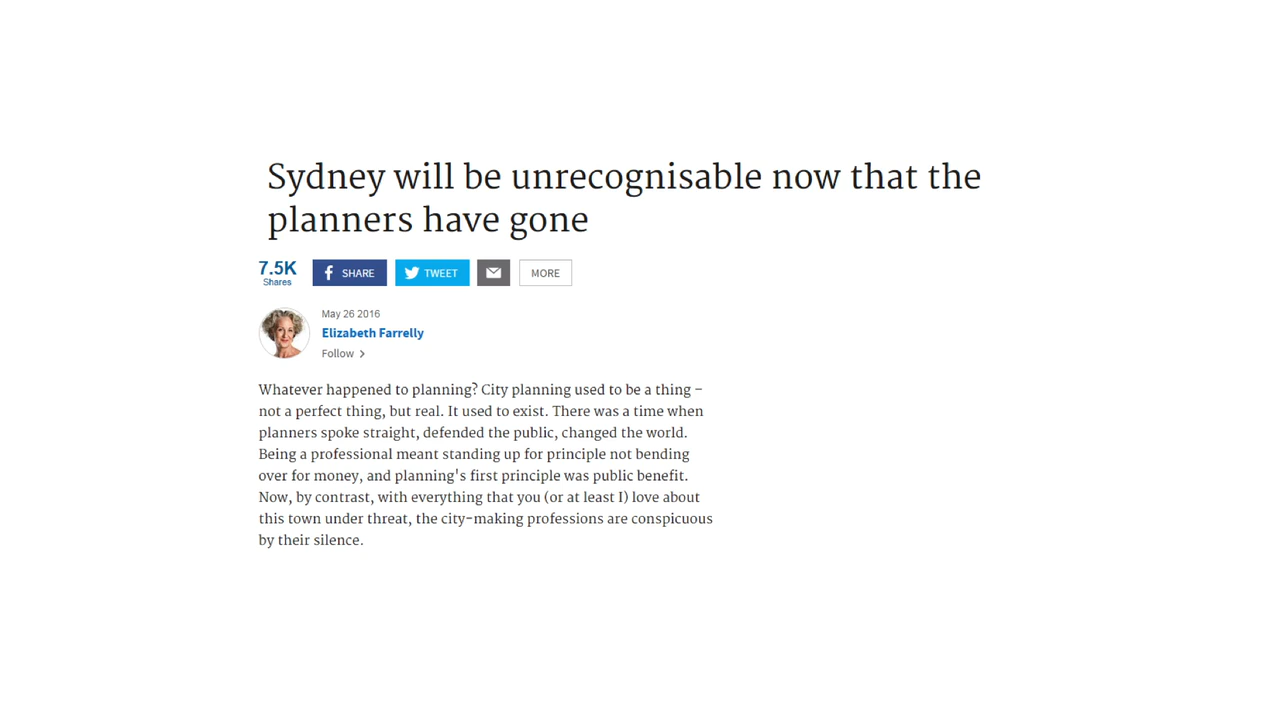 Sydney will be unrecognisable now that the
planners have gone
7.5K
Shares
SHARE
TWEET
MORE
May 26 2016
Elizabeth Farrelly
Follow >
Whatever happened to planning? City planning used to be a thing –
not a perfect thing, but real. It used to exist. There was a time when
planners spoke straight, defended the public, changed the world.
Being a professional meant standing up for principle not bending
over for money, and planning's first principle was public benefit.
Now, by contrast, with everything that you (or at least I) love about
this town under threat, the city-making professions are conspicuous
by their silence.